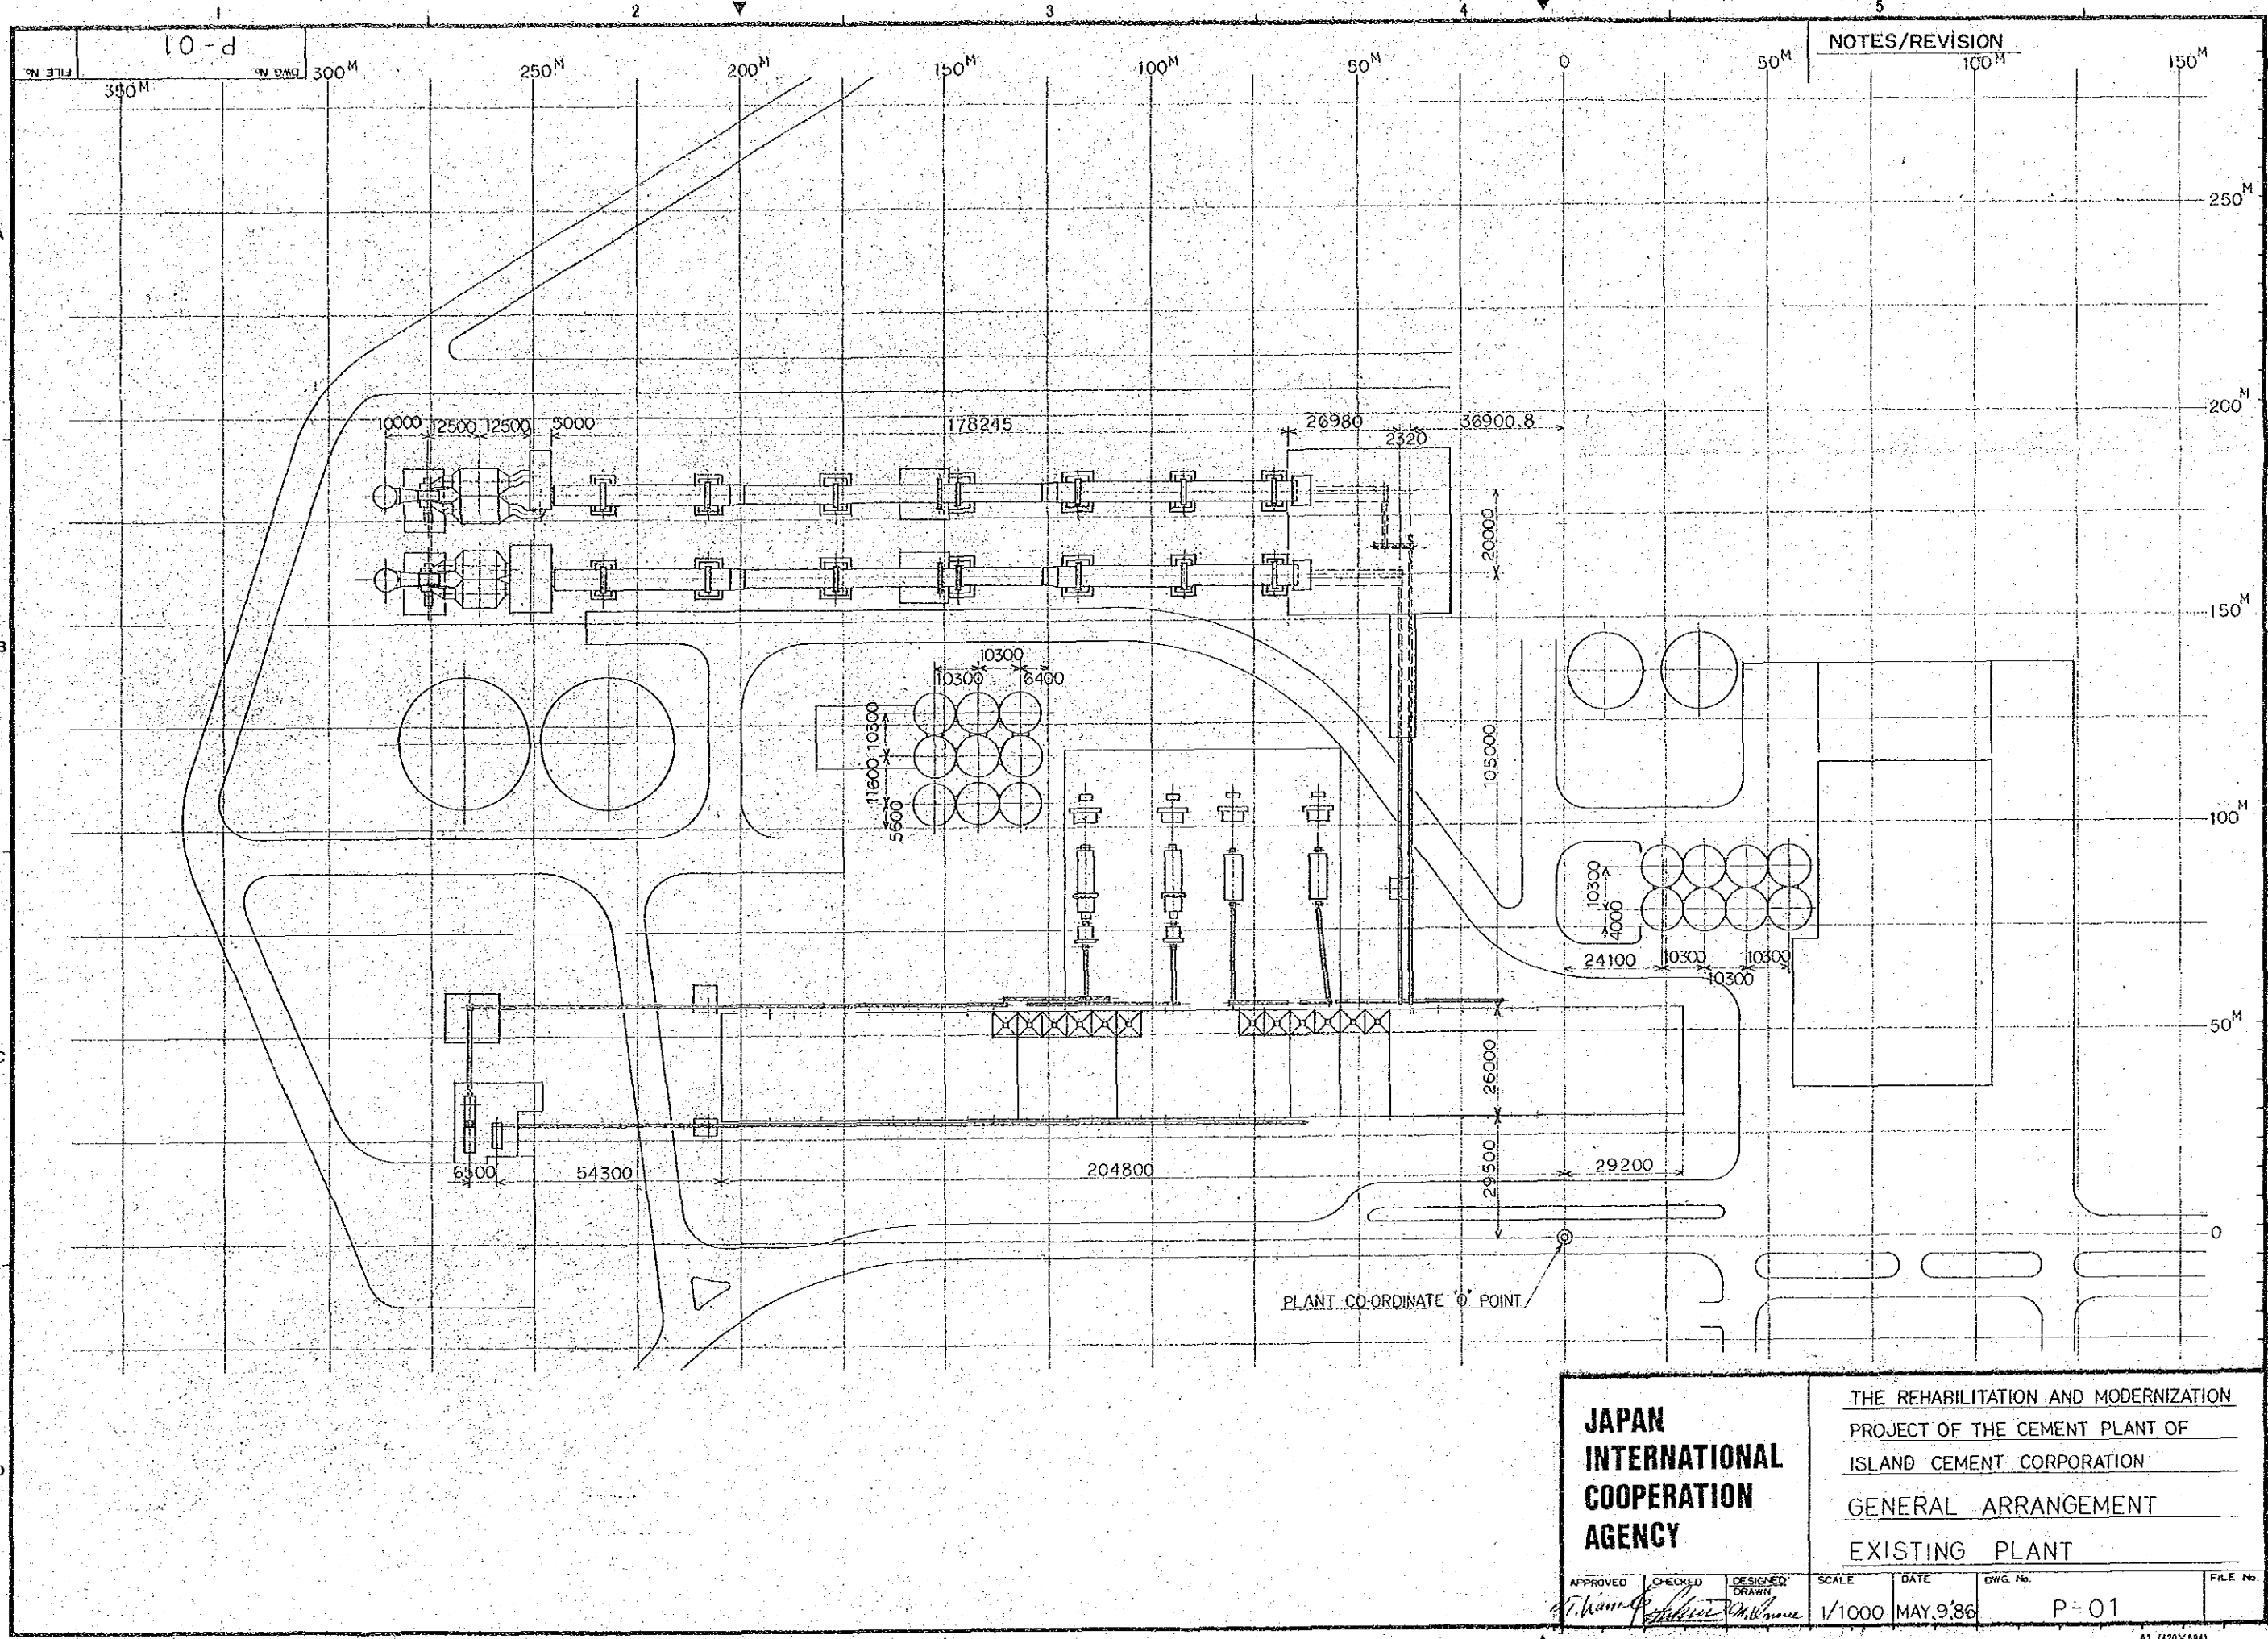 1
2
3
4
5
P-01
FILE No.
DWG No.
NOTES/REVISION
350M
300M
250M
200M
150M
100M
50M
0
50M
100M
150M
250M
200M
150M
100M
50M
0
10000
12500
12500
5000
178245
26980
2320
36900.8
20000
105000
10300
10300
6400
10300
11600
5600
10300
4000
24100
10300
10300
10300
26000
29500
6500
54300
204800
29200
PLANT CO-ORDINATE "0" POINT
JAPAN
INTERNATIONAL
COOPERATION
AGENCY
THE REHABILITATION AND MODERNIZATION
PROJECT OF THE CEMENT PLANT OF
ISLAND CEMENT CORPORATION
GENERAL ARRANGEMENT
EXISTING PLANT
APPROVED
CHECKED
DESIGNED
DRAWN
SCALE
1/1000
DATE
MAY,9,'86
DWG. No.
P-01
FILE No.